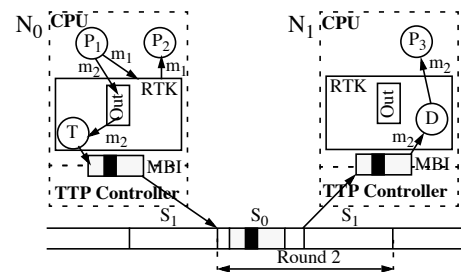 N0 CPU
P1 P2
m1
m2
m1
RTK
Out
T
m2
MBI
TTP Controller
N1 CPU
P3
m2
RTK
Out
D
m2
MBI
TTP Controller
S1 S0 S1
Round 2